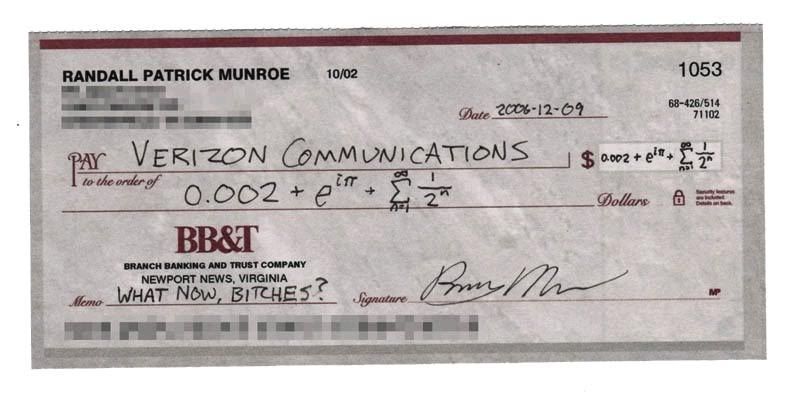 RANDALL PATRICK MUNROE 10/02 1053
68-426/514
71102
Date 2006-12-09
PAY to the order of VERIZON COMMUNICATIONS $ 0.002 + e^{iπ} + ∑_{n=1}^{∞} 1/2^n
0.002 + e^{iπ} + ∑_{n=1}^{∞} 1/2^n Dollars
Security features
are included.
Details on back.
BB&T
BRANCH BANKING AND TRUST COMPANY
NEWPORT NEWS, VIRGINIA
Memo WHAT NOW, BITCHES? Signature MP